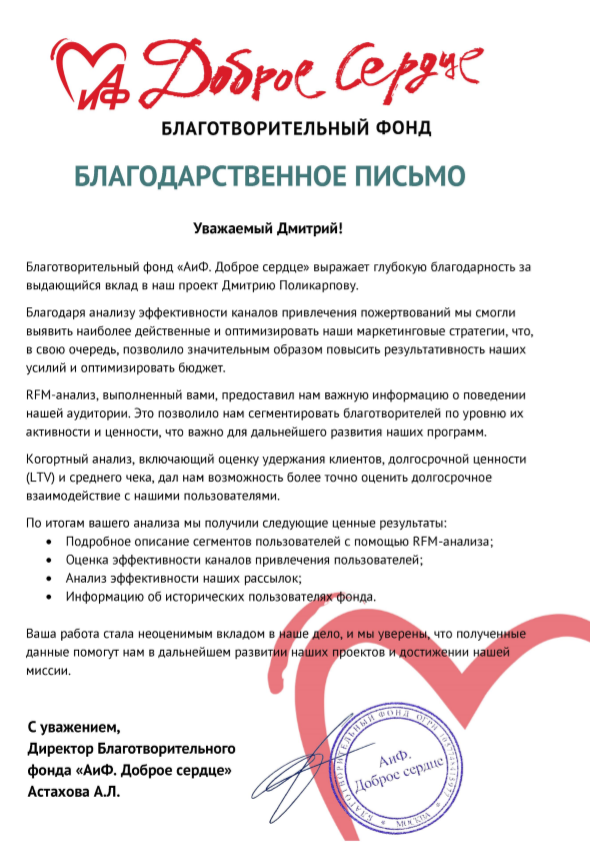 АиФ Доброе Сердце
БЛАГОТВОРИТЕЛЬНЫЙ ФОНД
БЛАГОДАРСТВЕННОЕ ПИСЬМО
Уважаемый Дмитрий!
Благотворительный фонд «АиФ. Доброе сердце» выражает глубокую благодарность за
выдающийся вклад в наш проект Дмитрию Поликарпову.
Благодаря анализу эффективности каналов привлечения пожертвований мы смогли
выявить наиболее действенные и оптимизировать наши маркетинговые стратегии, что,
в свою очередь, позволило значительным образом повысить результативность наших
усилий и оптимизировать бюджет.
RFM-анализ, выполненный вами, предоставил нам важную информацию о поведении
нашей аудитории. Это позволило нам сегментировать благотворителей по уровню их
активности и ценности, что важно для дальнейшего развития наших программ.
Когортный анализ, включающий оценку удержания клиентов, долгосрочной ценности
(LTV) и среднего чека, дал нам возможность более точно оценить долгосрочное
взаимодействие с нашими пользователями.
По итогам вашего анализа мы получили следующие ценные результаты:
• Подробное описание сегментов пользователей с помощью RFM-анализа;
• Оценка эффективности каналов привлечения пользователей;
• Анализ эффективности наших рассылок;
• Информацию об исторических пользователях фонда.
Ваша работа стала неоценимым вкладом в наше дело, и мы уверены, что полученные
данные помогут нам в дальнейшем развитии наших проектов и достижении нашей
миссии.
С уважением,
Директор Благотворительного
фонда «АиФ. Доброе сердце»
Астахова А.Л.
БЛАГОТВОРИТЕЛЬНЫЙ ФОНД ОГРН
АиФ.
Доброе сердце
* МОСКВА *